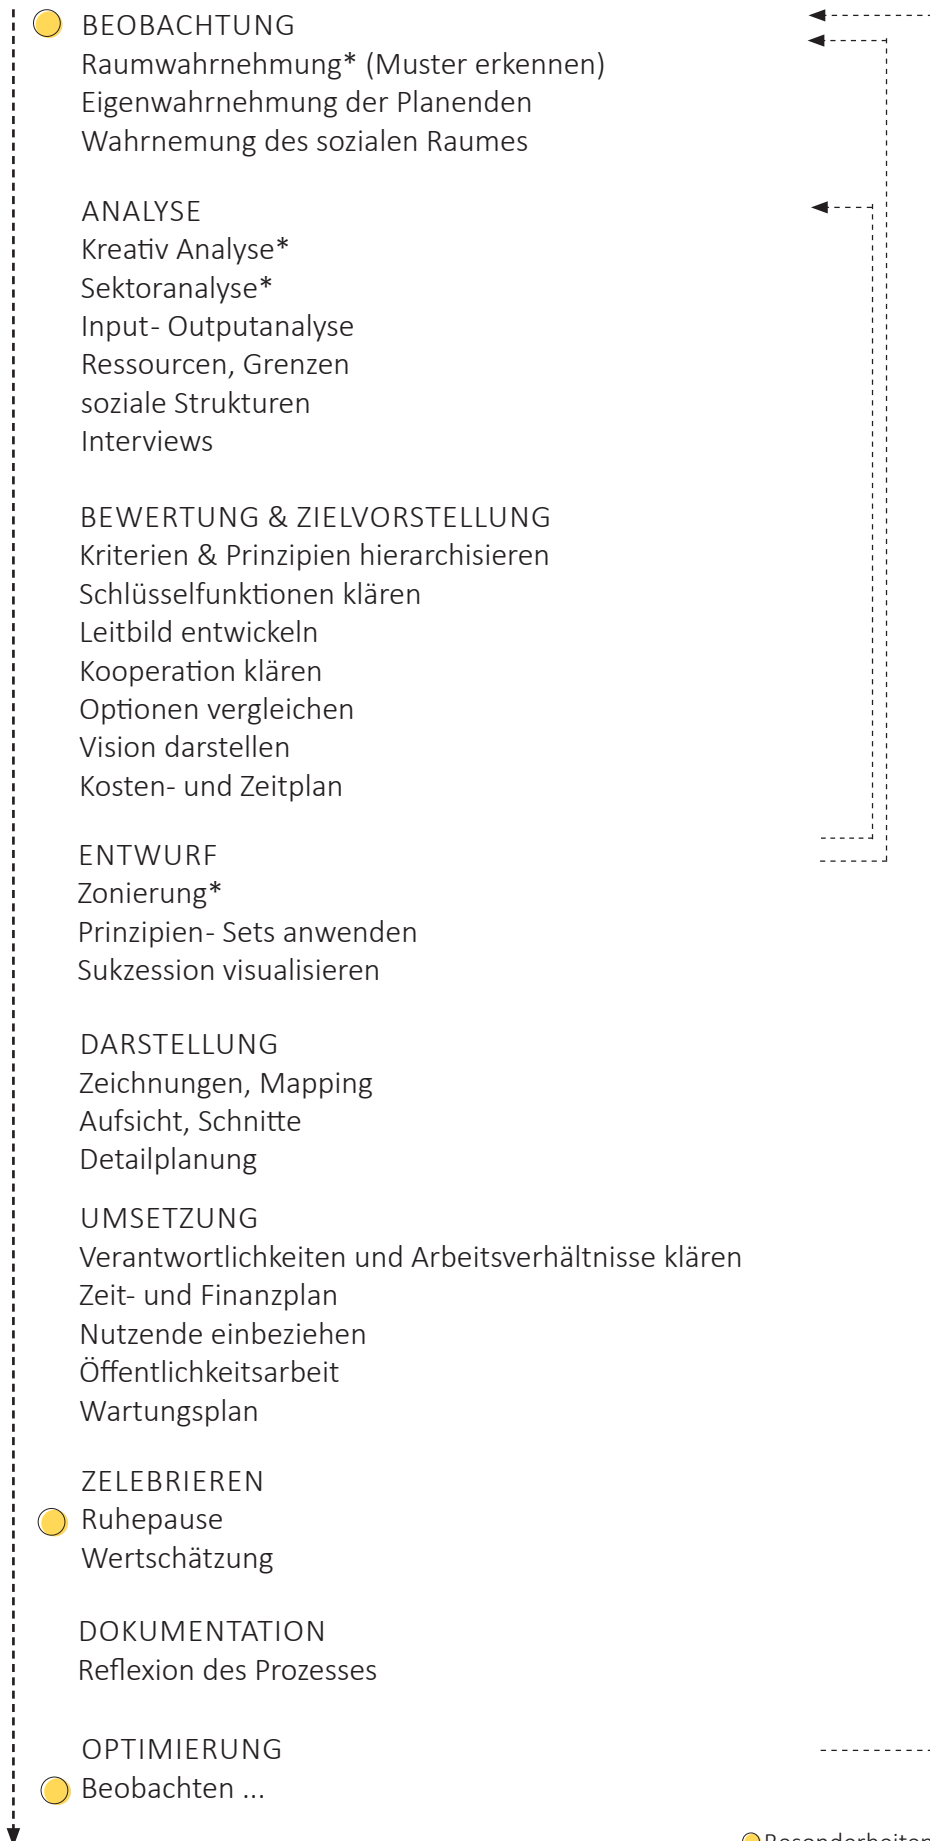 BEOBACHTUNG
Raumwahrnehmung* (Muster erkennen)
Eigenwahrnehmung der Planenden
Wahrnemung des sozialen Raumes
ANALYSE
Kreativ Analyse*
Sektoranalyse*
Input- Outputanalyse
Ressourcen, Grenzen
soziale Strukturen
Interviews
BEWERTUNG & ZIELVORSTELLUNG
Kriterien & Prinzipien hierarchisieren
Schlüsselfunktionen klären
Leitbild entwickeln
Kooperation klären
Optionen vergleichen
Vision darstellen
Kosten- und Zeitplan
ENTWURF
Zonierung*
Prinzipien- Sets anwenden
Sukzession visualisieren
DARSTELLUNG
Zeichnungen, Mapping
Aufsicht, Schnitte
Detailplanung
UMSETZUNG
Verantwortlichkeiten und Arbeitsverhältnisse klären
Zeit- und Finanzplan
Nutzende einbeziehen
Öffentlichkeitsarbeit
Wartungsplan
ZELEBRIEREN
Ruhepause
Wertschätzung
DOKUMENTATION
Reflexion des Prozesses
OPTIMIERUNG
Beobachten ...
Besonderheiten